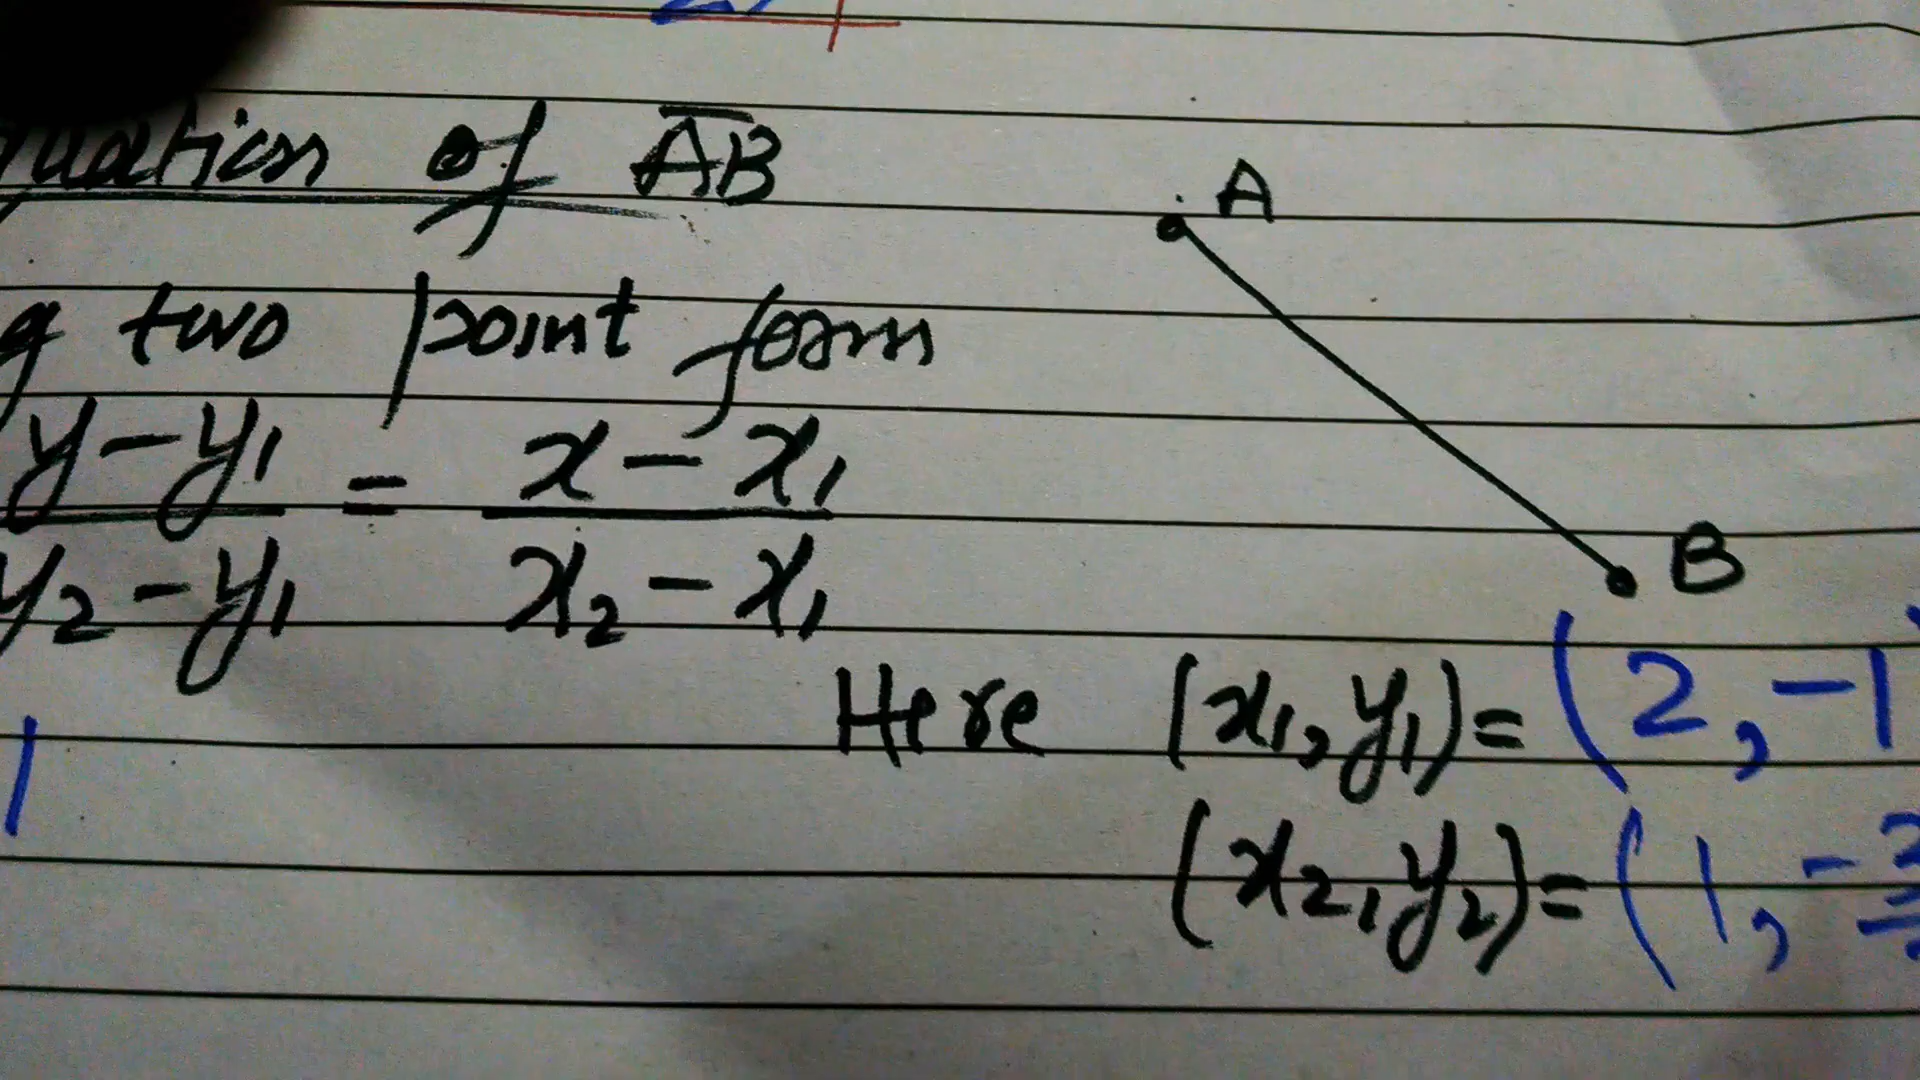 quation of AB
g two point form
y-y1 / y2-y1 = x-x1 / x2-x1
A
B
Here (x1, y1) = (2, -1
(x2, y2) = (1, -